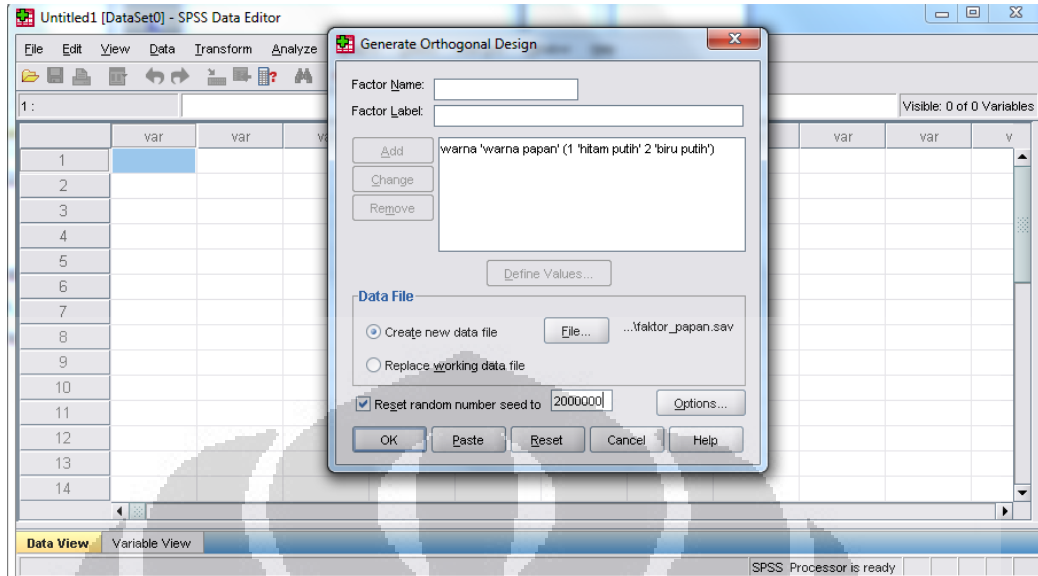 Untitled1 [DataSet0] - SPSS Data Editor
File Edit View Data Transform Analyze
1 :
Visible: 0 of 0 Variables
var var va var var v
1
2
3
4
5
6
7
8
9
10
11
12
13
14
Generate Orthogonal Design
Factor Name:
Factor Label:
Add
Change
Remove
warna 'warna papan' (1 'hitam putih' 2 'biru putih')
Define Values...
Data File
Create new data file File... ...\faktor_papan.sav
Replace working data file
Reset random number seed to 2000000 Options...
OK Paste Reset Cancel Help
Data View Variable View
SPSS Processor is ready